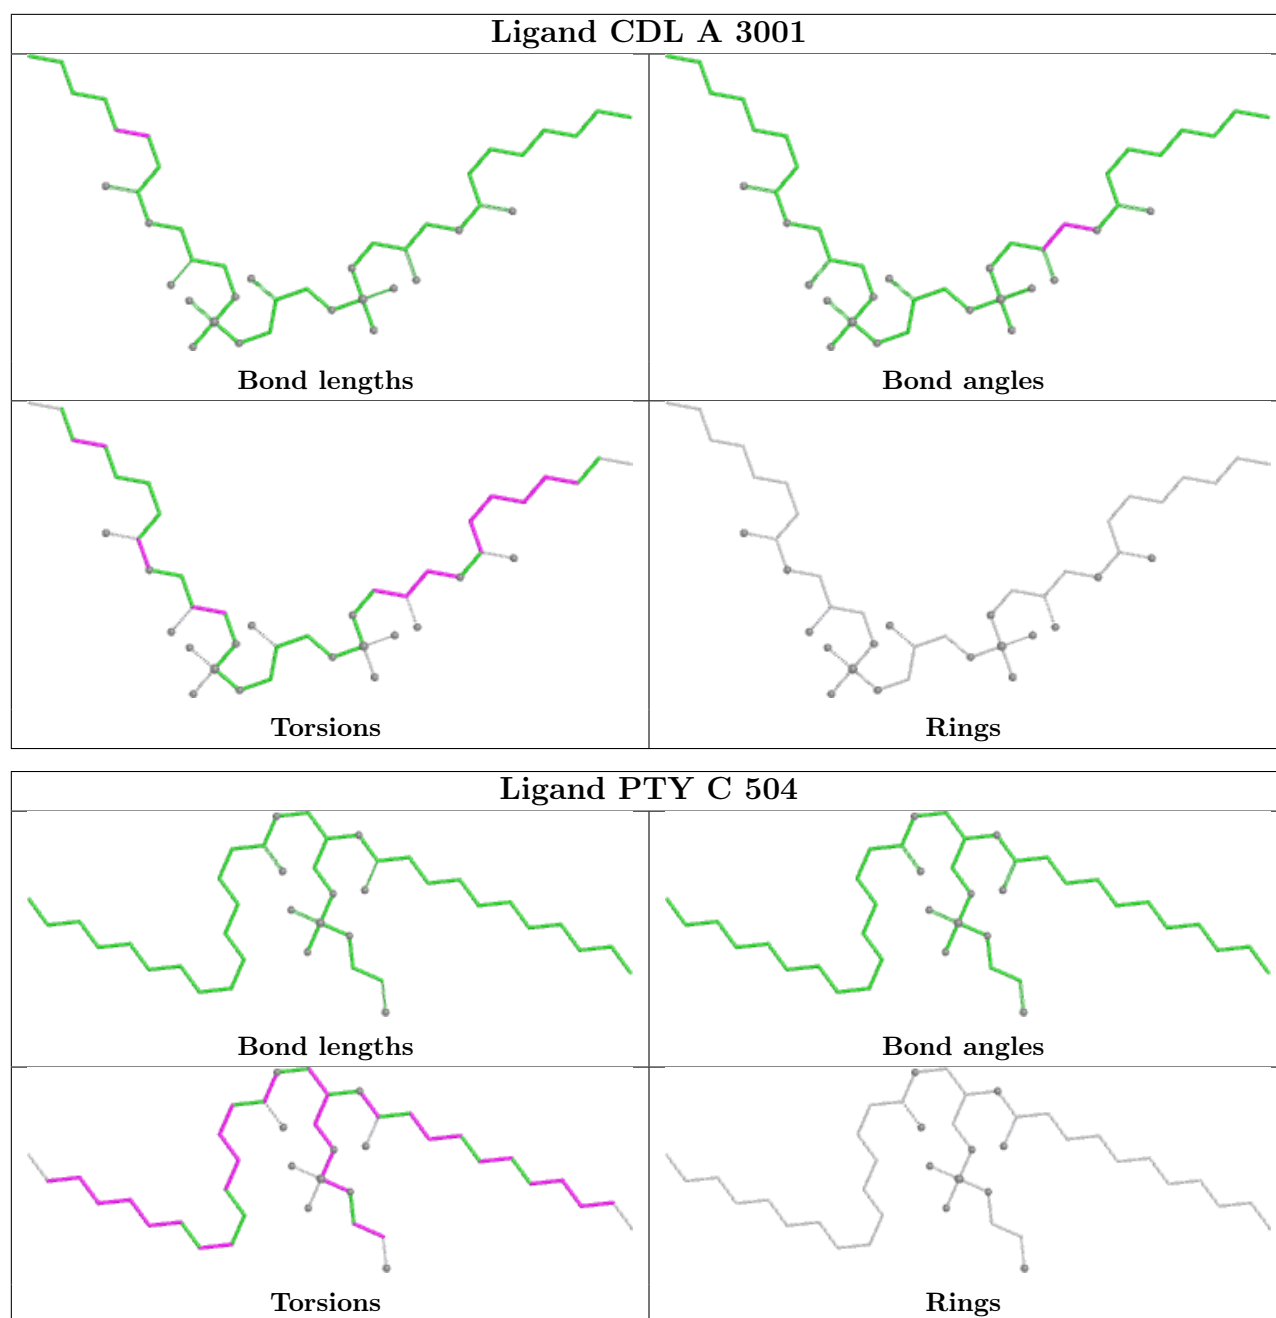 Ligand CDL A 3001
Bond lengths
Bond angles
Torsions
Rings
Ligand PTY C 504
Bond lengths
Bond angles
Torsions
Rings